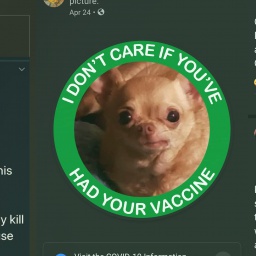 picture.
Apr 24 •
I DON'T CARE IF YOU'VE
HAD YOUR VACCINE
his
y kill
se
Visit the COVID-19 Information